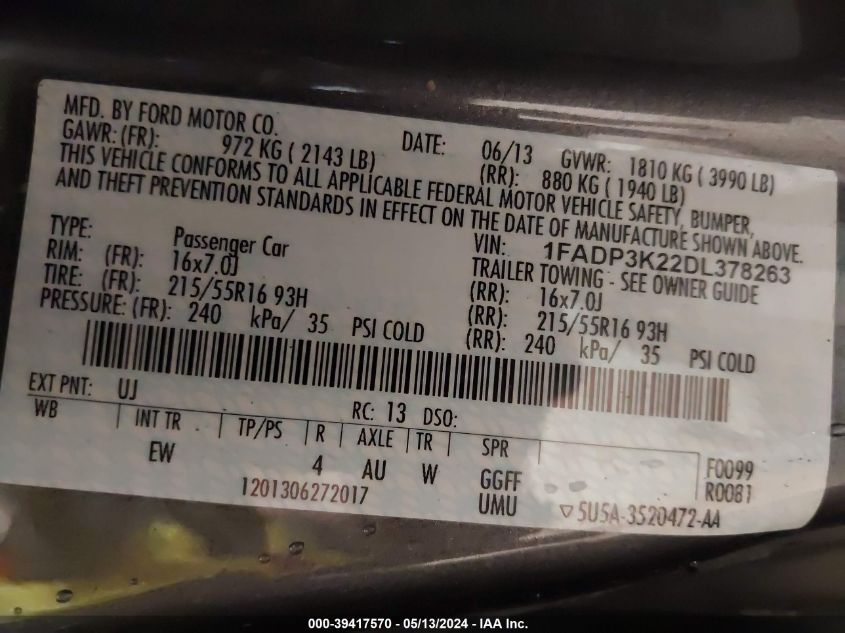 MFD. BY FORD MOTOR CO. DATE: 06/13 GVWR: 1810 KG ( 3990 LB)
GAWR: (FR): 972 KG ( 2143 LB) (RR): 880 KG ( 1940 LB)
THIS VEHICLE CONFORMS TO ALL APPLICABLE FEDERAL MOTOR VEHICLE SAFETY, BUMPER,
AND THEFT PREVENTION STANDARDS IN EFFECT ON THE DATE OF MANUFACTURE SHOWN ABOVE.
VIN: 1FADP3K22DL378263
TYPE: Passenger Car TRAILER TOWING - SEE OWNER GUIDE
RIM: (FR): 16x7.0J (RR): 16x7.0J
TIRE: (FR): 215/55R16 93H (RR): 215/55R16 93H
PRESSURE: (FR): 240 kPa/ 35 PSI COLD (RR): 240 kPa/ 35 PSI COLD
EXT PNT: UJ RC: 13 DSO:
WB INT TR TP/PS R AXLE TR SPR
EW 4 AU W GGFF F0099
1201306272017 UMU R0081
▽5U5A-3520472-AA
000-39417570 - 05/13/2024 - IAA Inc.